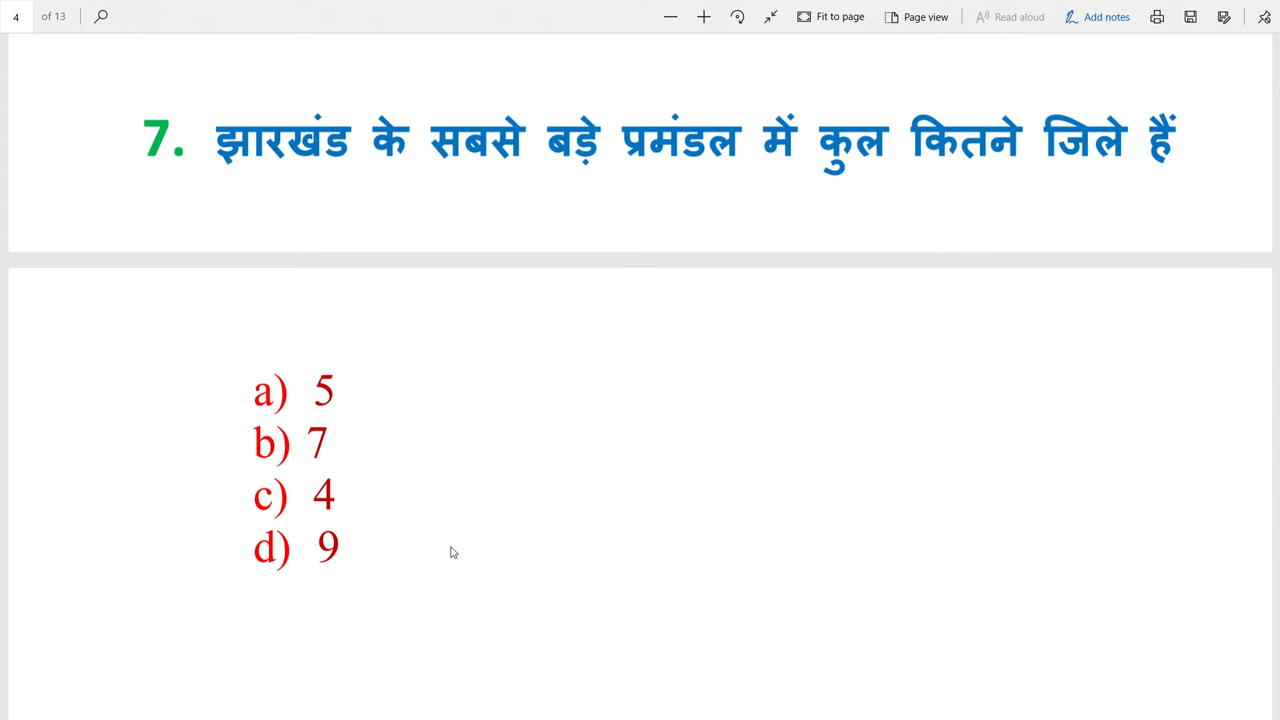 4 of 13 Fit to page Page view Read aloud Add notes
7. झारखंड के सबसे बड़े प्रमंडल में कुल कितने जिले हैं
a) 5
b) 7
c) 4
d) 9